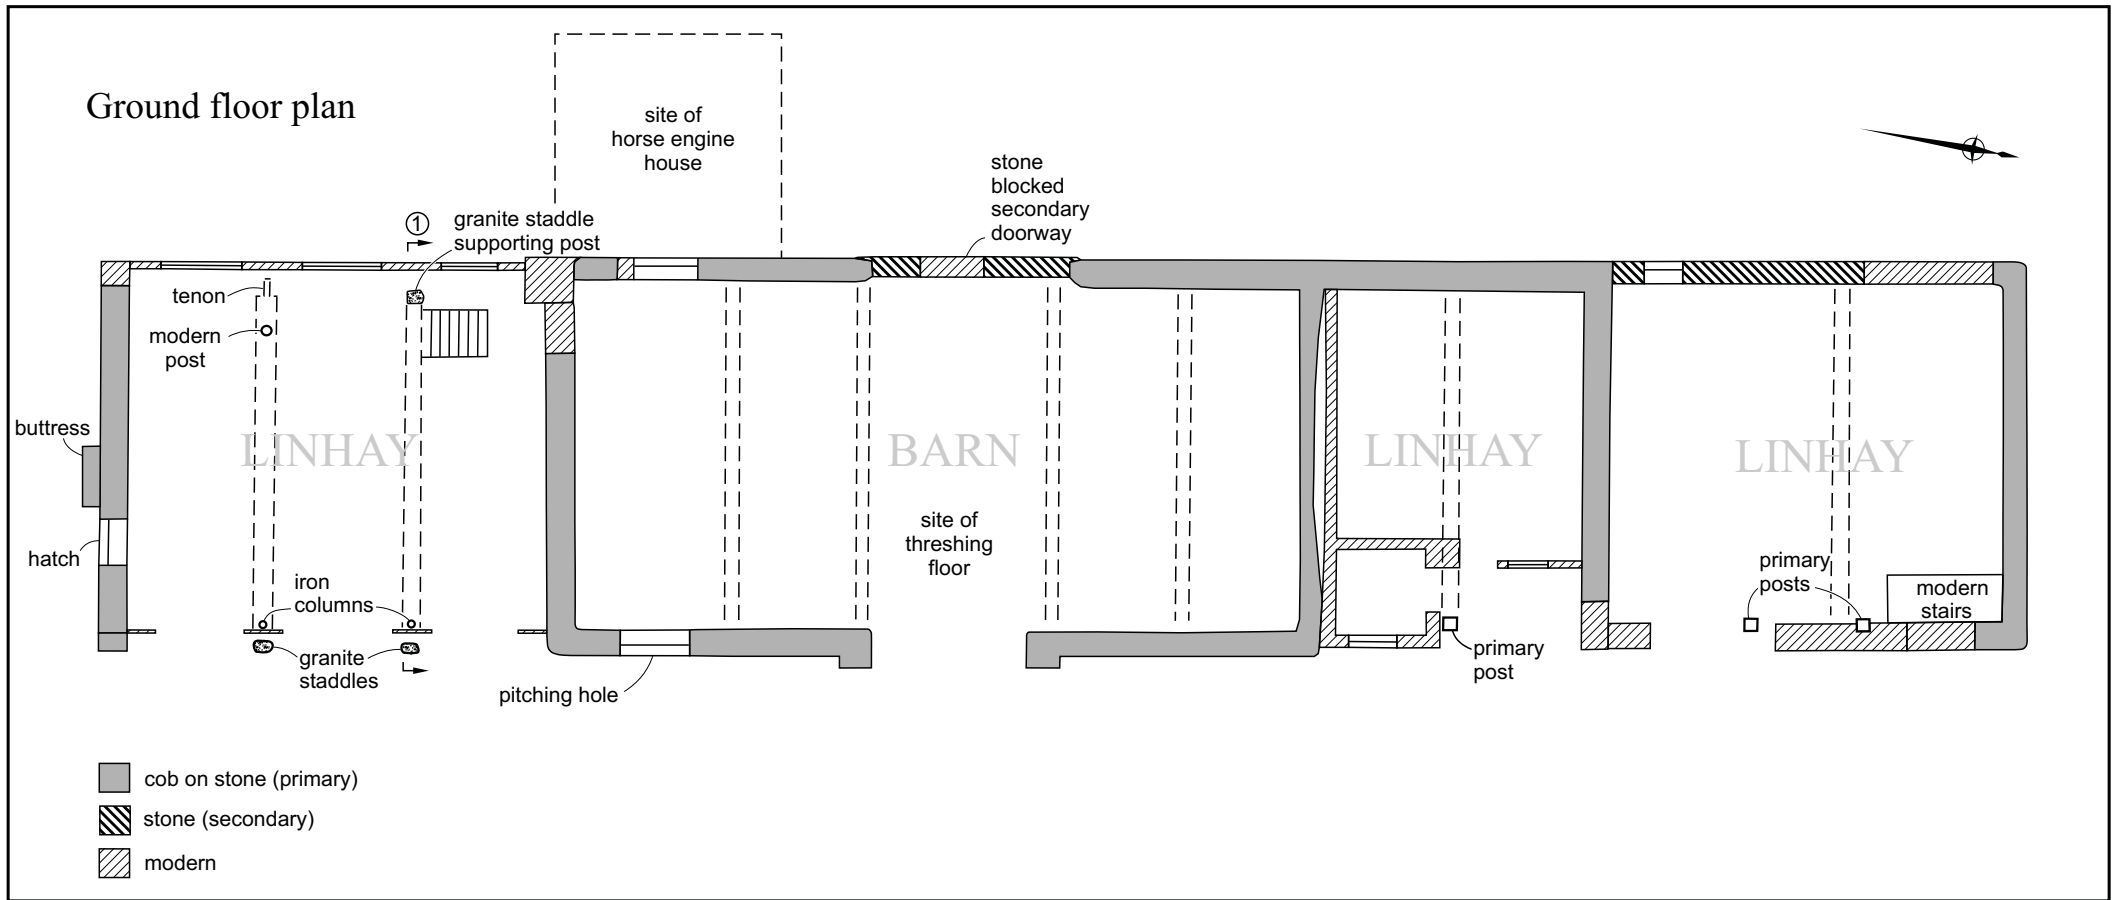 Ground floor plan
site of
horse engine
house
stone
blocked
secondary
doorway
1
granite staddle
supporting post
tenon
modern
post
buttress
hatch
LINHAY
BARN
LINHAY
LINHAY
site of
threshing
floor
iron
columns
granite
staddles
pitching hole
primary
post
primary
posts
modern
stairs
cob on stone (primary)
stone (secondary)
modern